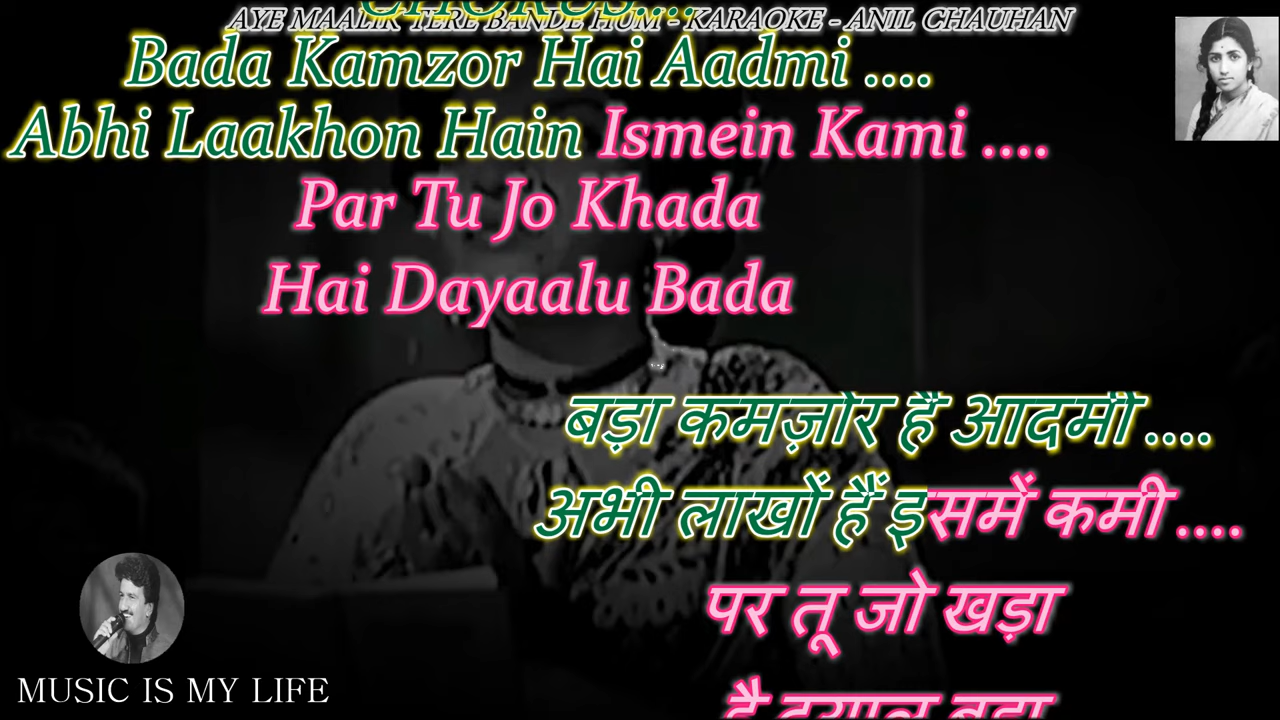 CHORUS....
AYE MAALIK TERE BANDE HUM - KARAOKE - ANIL CHAUHAN
Bada Kamzor Hai Aadmi ....
Abhi Laakhon Hain Ismein Kami ....
Par Tu Jo Khada
Hai Dayaalu Bada
बड़ा कमज़ोर है आदमी ....
अभी लाखों हैं इसमें कमी ....
पर तू जो खड़ा
है दयालु बड़ा
MUSIC IS MY LIFE